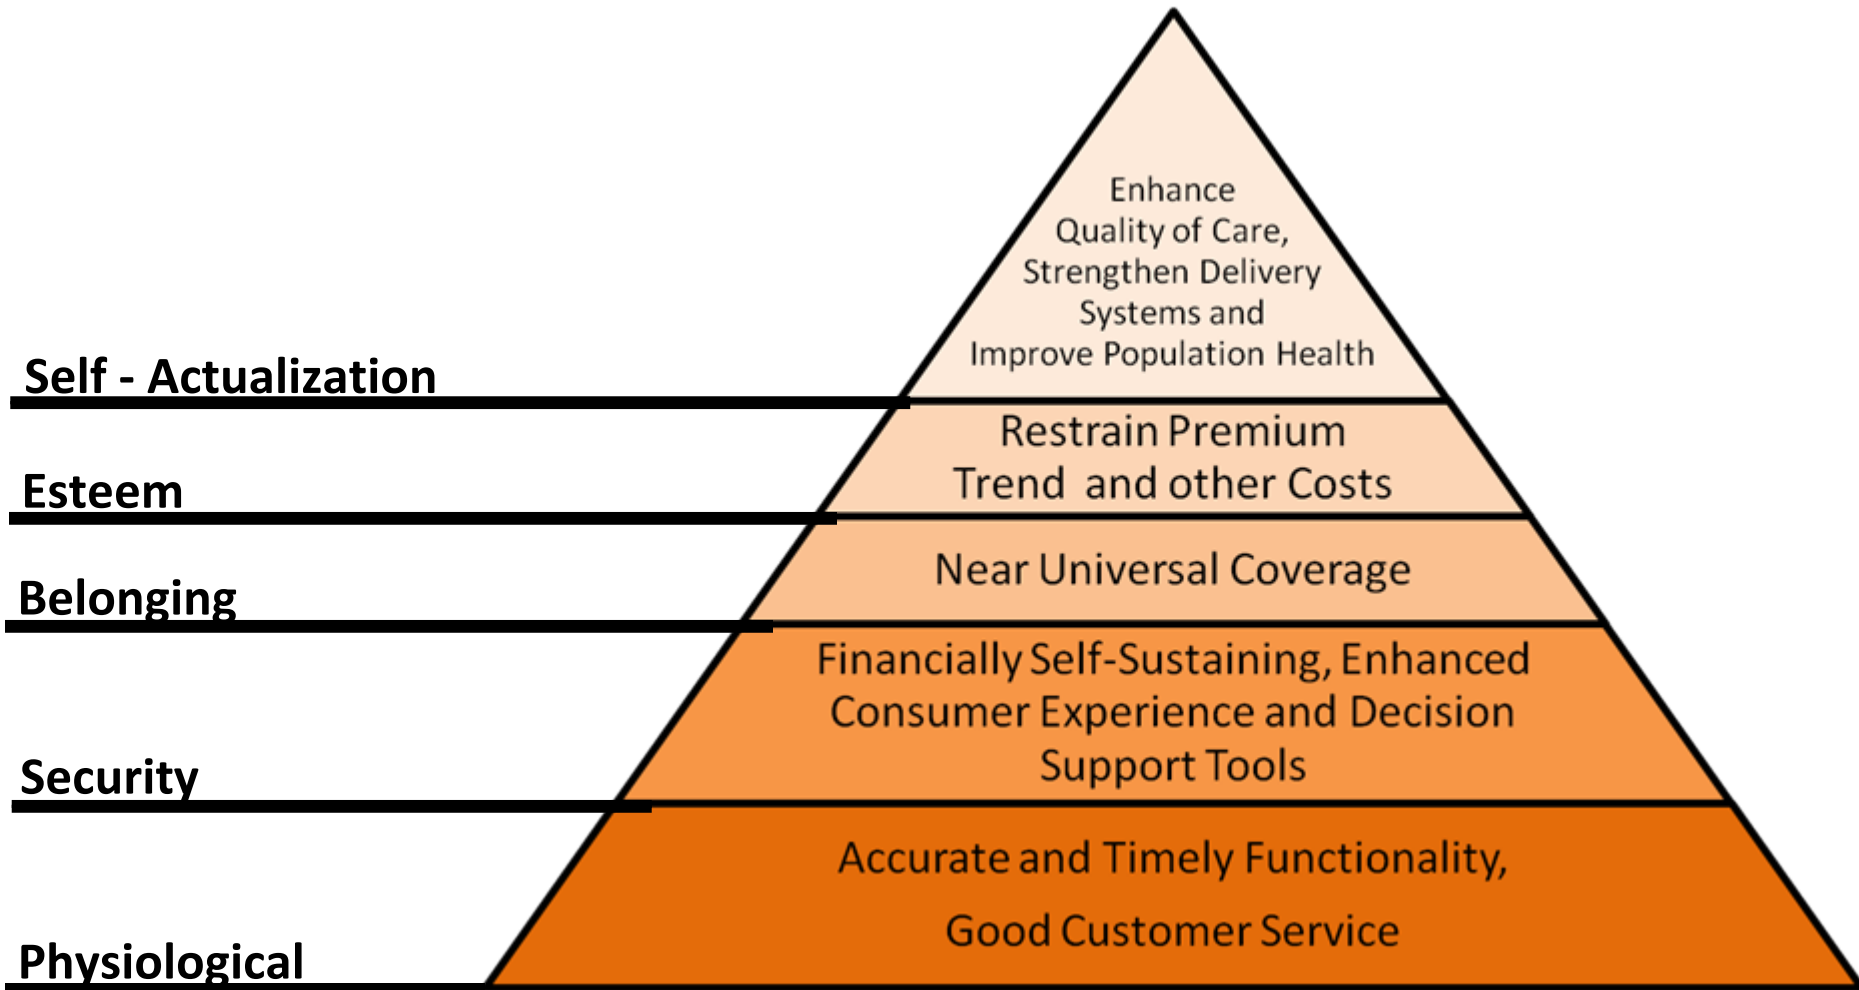 Enhance
Quality of Care,
Strengthen Delivery
Systems and
Improve Population Health
Self - Actualization
Restrain Premium
Trend and other Costs
Esteem
Near Universal Coverage
Belonging
Financially Self-Sustaining, Enhanced
Consumer Experience and Decision
Support Tools
Security
Accurate and Timely Functionality,
Good Customer Service
Physiological